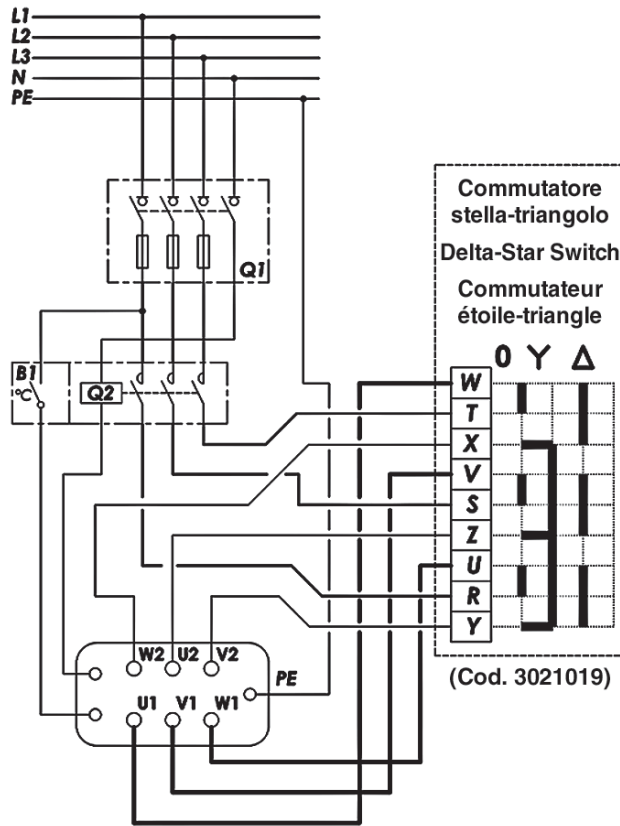 L1
L2
L3
N
PE
Q1
B1
°C
Q2
Commutatore
stella-triangolo
Delta-Star Switch
Commutateur
étoile-triangle
0 Y Δ
W
T
X
V
S
Z
U
R
Y
(Cod. 3021019)
W2 U2 V2
PE
U1 V1 W1